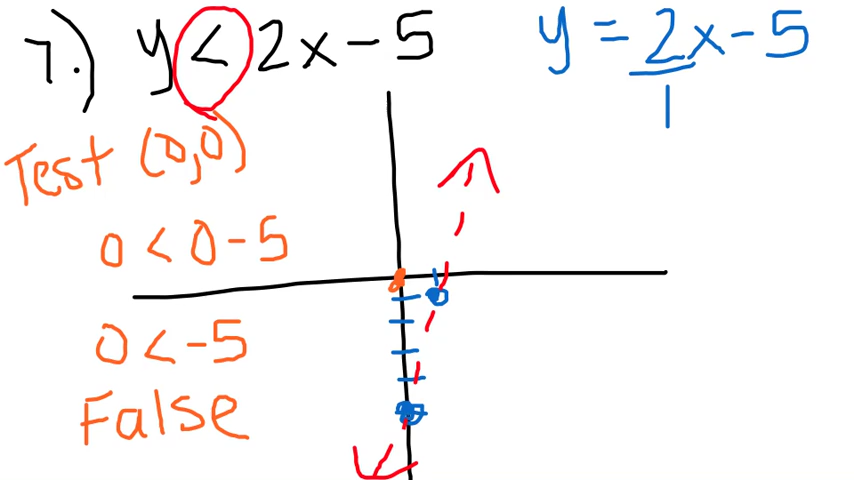 7.) y < 2x - 5
y = 2x - 5
1
Test (0,0)
0 < 0 - 5
0 < -5
False